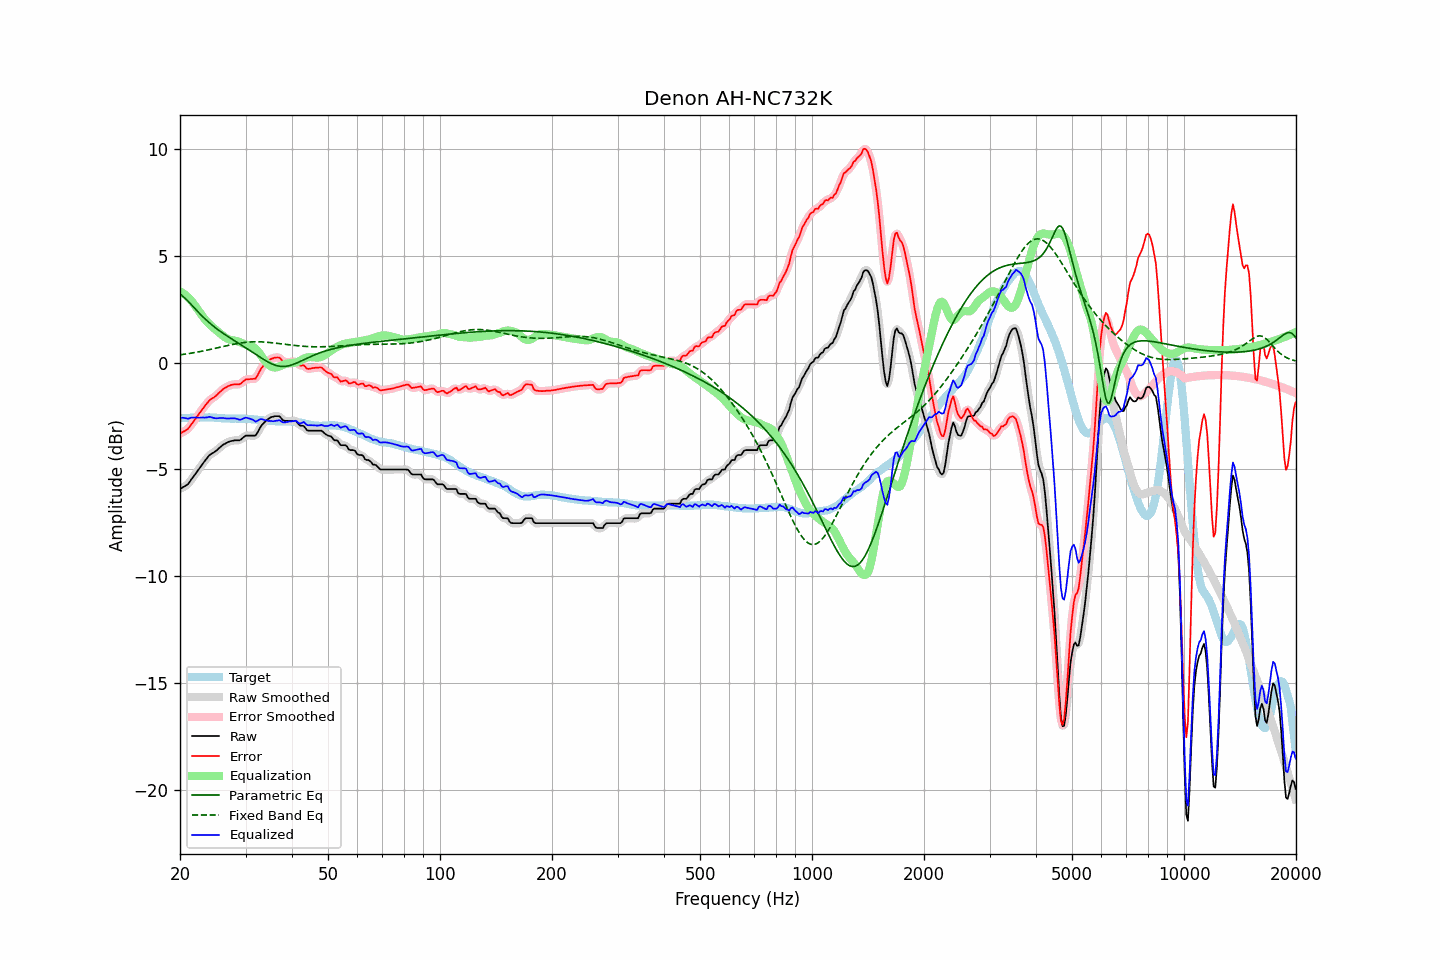 Denon AH-NC732K
Amplitude (dBr)
10
5
0
−5
−10
−15
−20
Target
Raw Smoothed
Error Smoothed
Raw
Error
Equalization
Parametric Eq
Fixed Band Eq
Equalized
20 50 100 200 500 1000 2000 5000 10000 20000
Frequency (Hz)